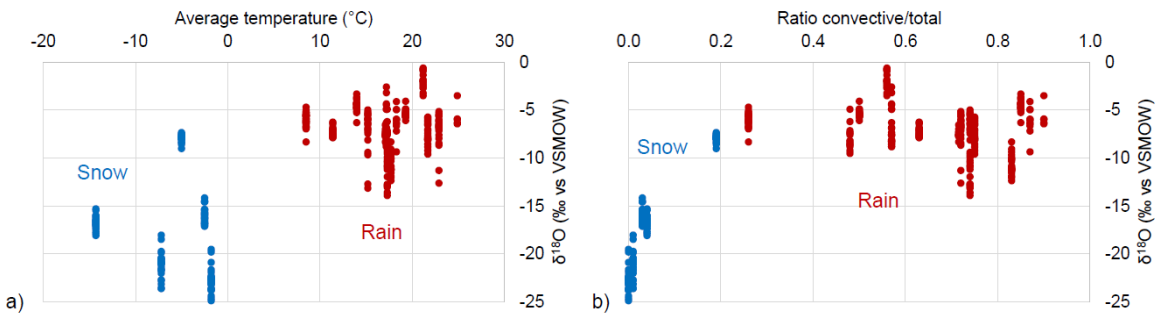 Average temperature (°C)
-20 -10 0 10 20 30
0
-5
-10
-15
-20
-25
δ¹⁸O (‰ vs VSMOW)
Snow
Rain
a)
Ratio convective/total
0.0 0.2 0.4 0.6 0.8 1.0
0
-5
-10
-15
-20
-25
δ¹⁸O (‰ vs VSMOW)
Snow
Rain
b)